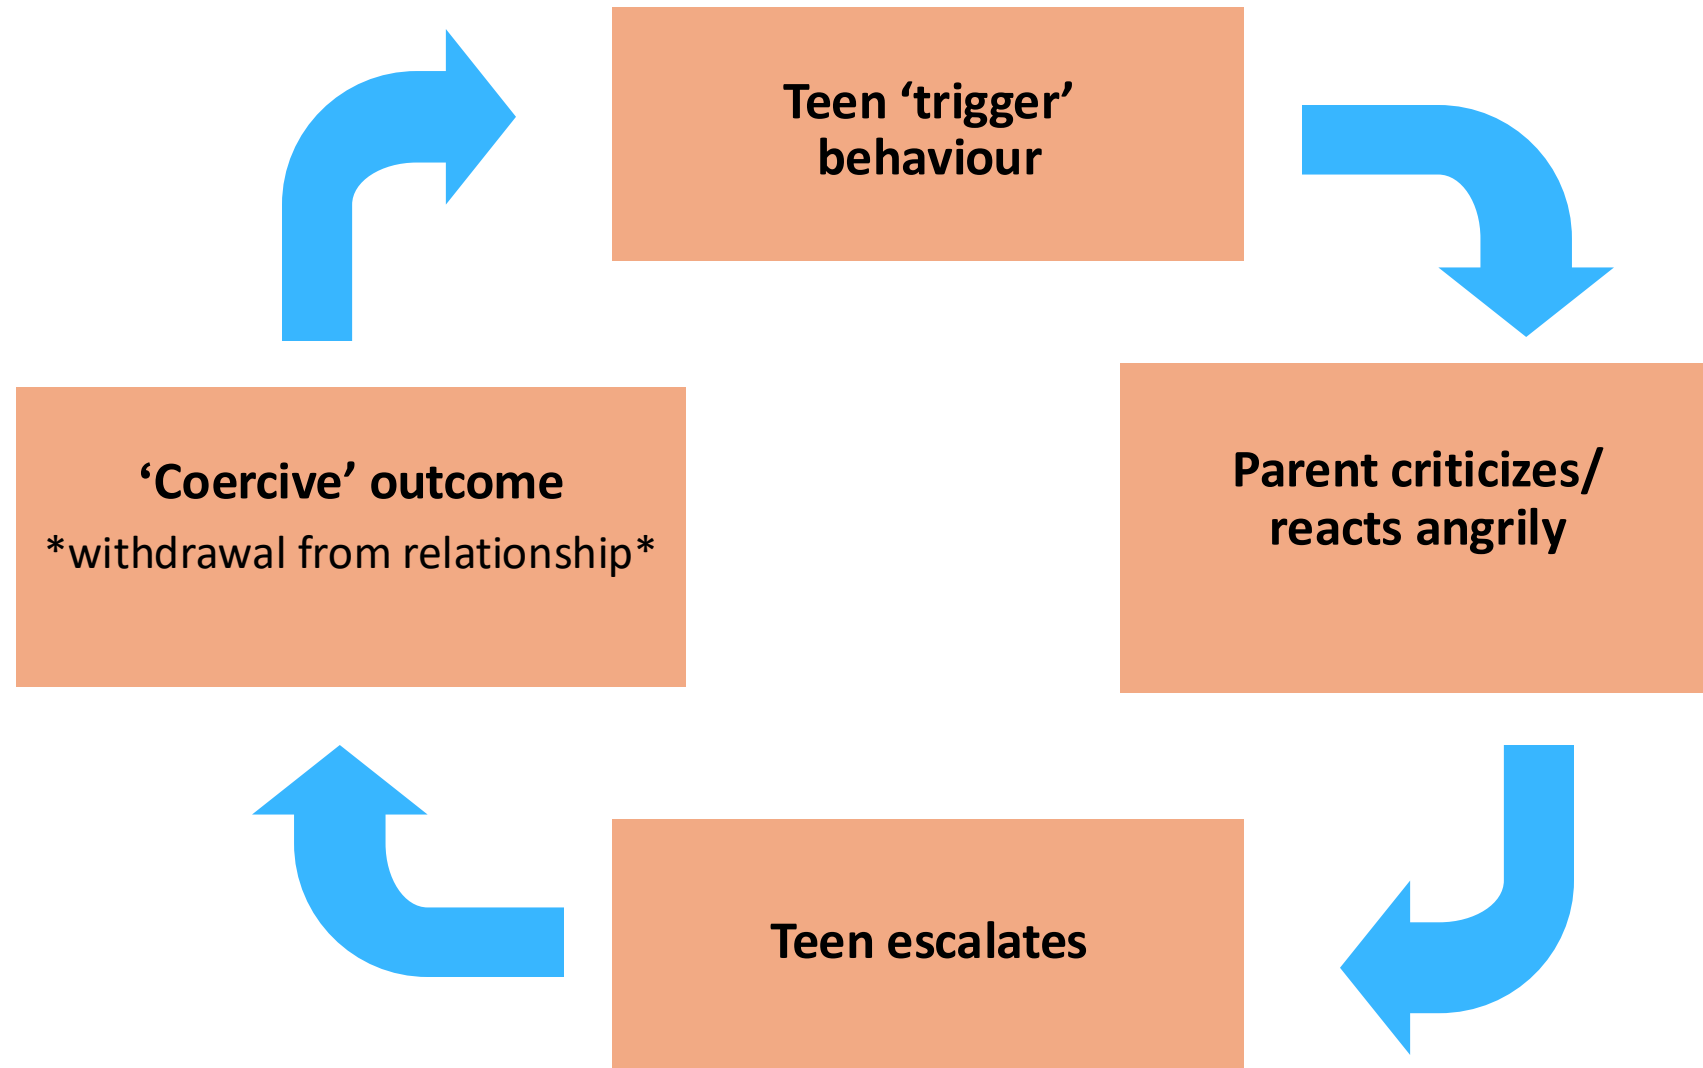 Teen ‘trigger’
behaviour
Parent criticizes/
reacts angrily
Teen escalates
‘Coercive’ outcome
*withdrawal from relationship*